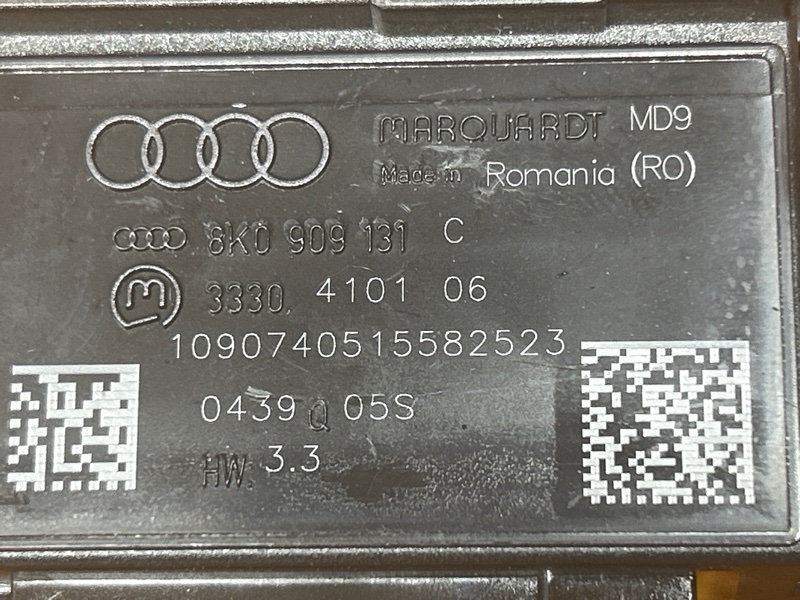 MARQUARDT MD9
Made in Romania (RO)
8K0 909 131 C
M 3330. 4101 06
1090740515582523
0439 Q 05S
HW. 3.3